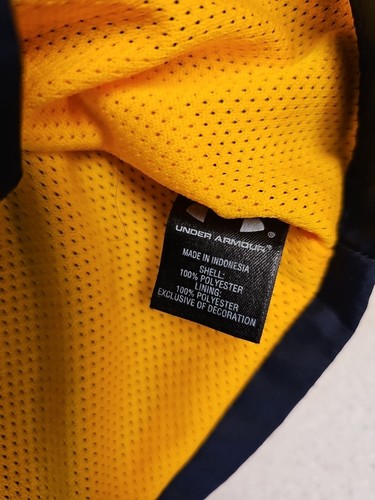 UNDER ARMOUR®
MADE IN INDONESIA
SHELL:
100% POLYESTER
LINING:
100% POLYESTER
EXCLUSIVE OF DECORATION